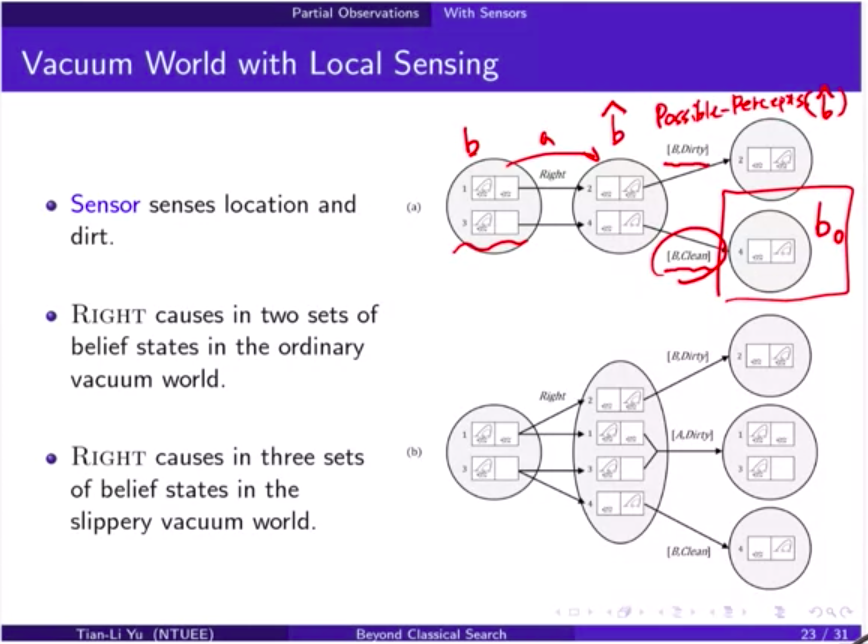 Partial Observations   With Sensors
Vacuum World with Local Sensing
Possible-Percepts(b̂)
b   a   b̂
[B,Dirty]
(a)
1   Right   2   2
• Sensor senses location and
dirt.
3   4   4   b₀
[B,Clean]
• RIGHT causes in two sets of
belief states in the ordinary
vacuum world.
[B,Dirty]
2
Right
2
(b)
1   1   [A,Dirty]   1
3   3   3
4
• RIGHT causes in three sets
of belief states in the
slippery vacuum world.
[B,Clean]
4
Tian-Li Yu (NTUEE)   Beyond Classical Search   23 / 31